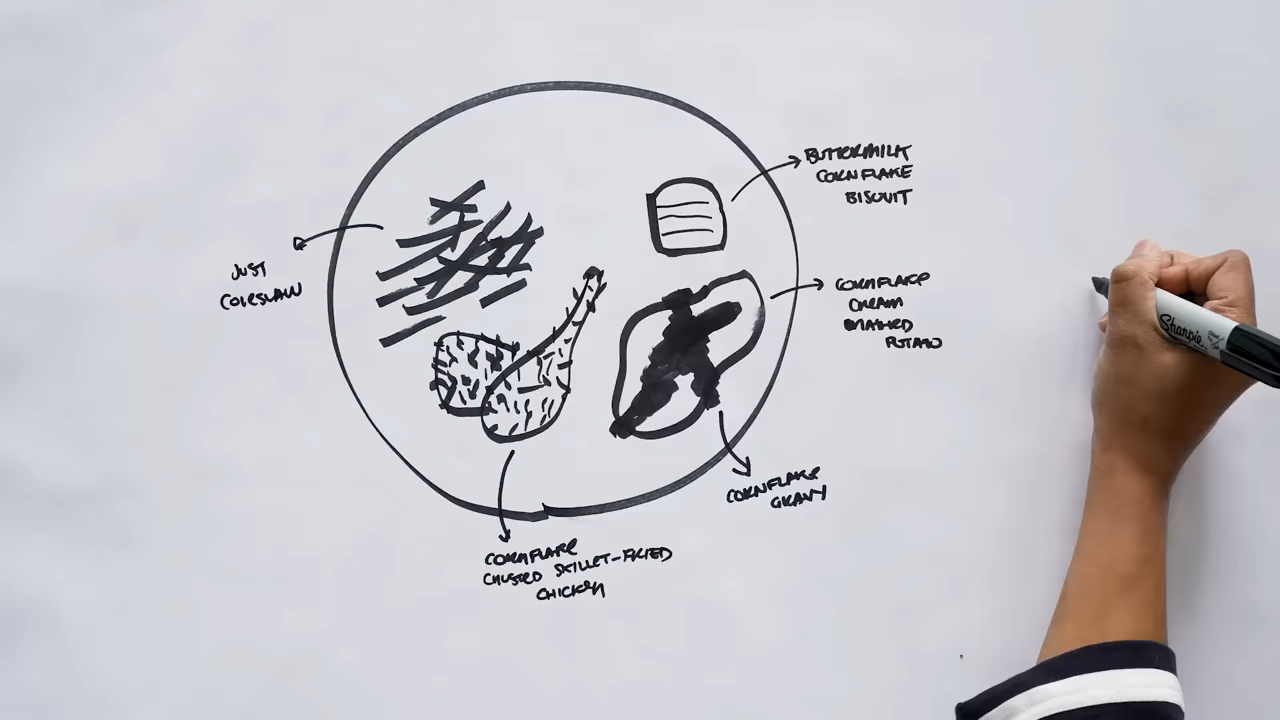 BUTTERMILK
CORNFLAKE
BISCUIT
JUST
COLESLAW
CORNFLAKE
CREAM
MASHED
POTATO
Sharpie
CORNFLAKE
GRAVY
CORNFLAKE
CRUSTED SKILLET-FRIED
CHICKEN